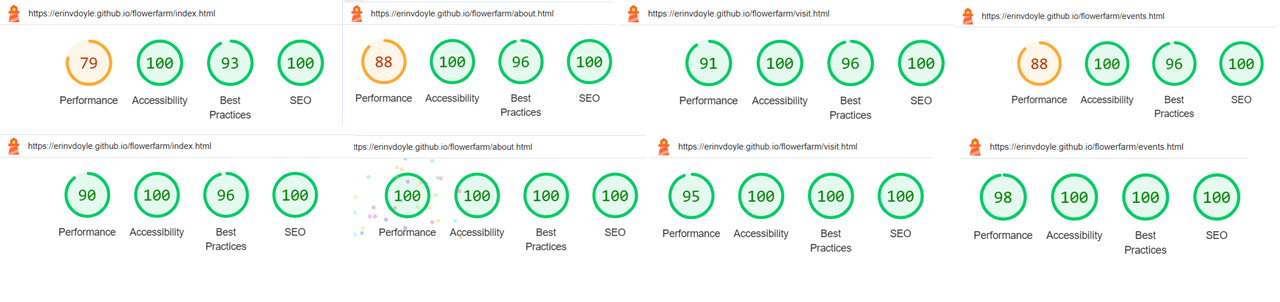 https://erinvdoyle.github.io/flowerfarm/index.html
79 100 93 100
Performance Accessibility Best Practices SEO
https://erinvdoyle.github.io/flowerfarm/about.html
88 100 96 100
Performance Accessibility Best Practices SEO
https://erinvdoyle.github.io/flowerfarm/visit.html
91 100 96 100
Performance Accessibility Best Practices SEO
https://erinvdoyle.github.io/flowerfarm/events.html
88 100 96 100
Performance Accessibility Best Practices SEO
https://erinvdoyle.github.io/flowerfarm/index.html
90 100 96 100
Performance Accessibility Best Practices SEO
ttps://erinvdoyle.github.io/flowerfarm/about.html
100 100 100 100
Performance Accessibility Best Practices SEO
https://erinvdoyle.github.io/flowerfarm/visit.html
95 100 100 100
Performance Accessibility Best Practices SEO
https://erinvdoyle.github.io/flowerfarm/events.html
98 100 100 100
Performance Accessibility Best Practices SEO